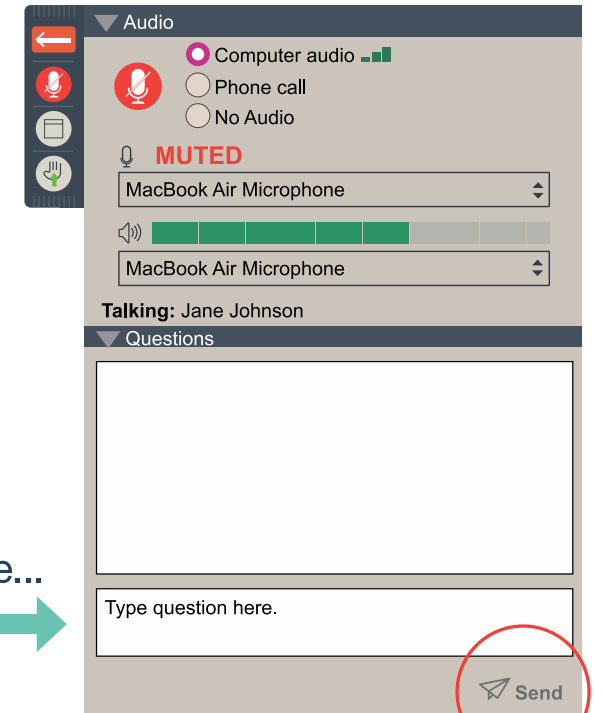 Audio
Computer audio
Phone call
No Audio
MUTED
MacBook Air Microphone
MacBook Air Microphone
Talking: Jane Johnson
Questions
e...
Type question here.
Send